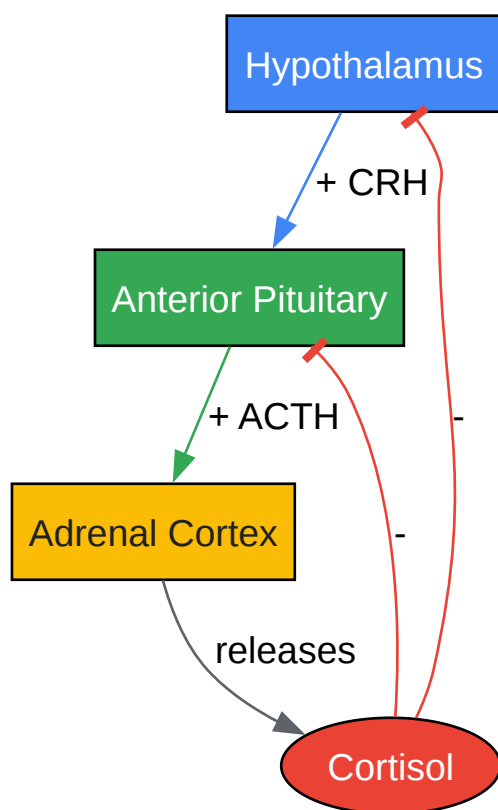 Hypothalamus
+ CRH
Anterior Pituitary
+ ACTH
-
Adrenal Cortex
-
releases
Cortisol